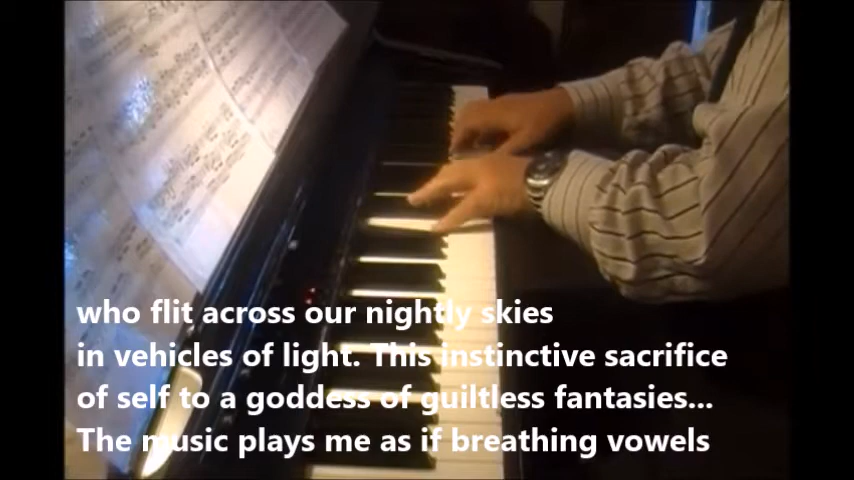 who flit across our nightly skies
in vehicles of light. This instinctive sacrifice
of self to a goddess of guiltless fantasies...
The music plays me as if breathing vowels